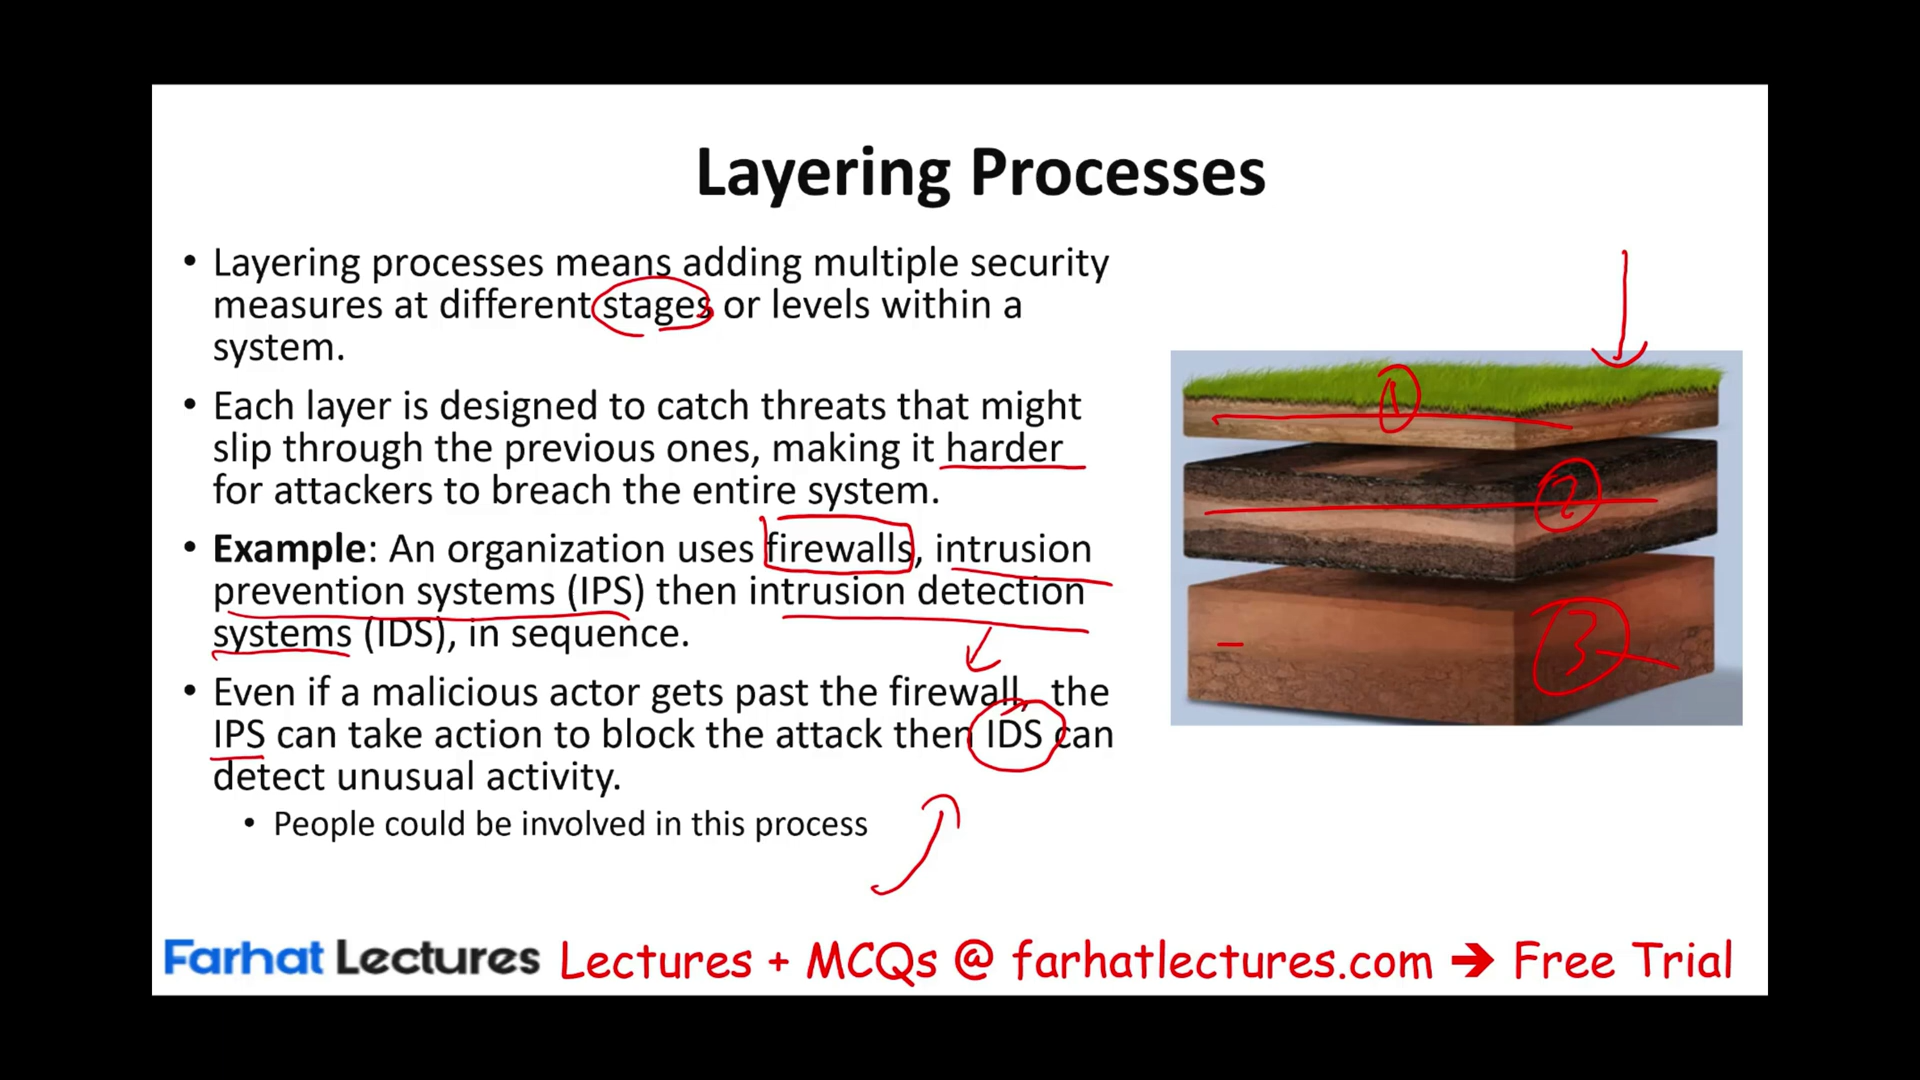 Layering Processes
• Layering processes means adding multiple security
measures at different stages or levels within a
system.
• Each layer is designed to catch threats that might
slip through the previous ones, making it harder
for attackers to breach the entire system.
• Example: An organization uses firewalls, intrusion
prevention systems (IPS) then intrusion detection
systems (IDS), in sequence.
• Even if a malicious actor gets past the firewall, the
IPS can take action to block the attack then IDS can
detect unusual activity.
• People could be involved in this process
1
2
3
Farhat Lectures Lectures + MCQs @ farhatlectures.com → Free Trial